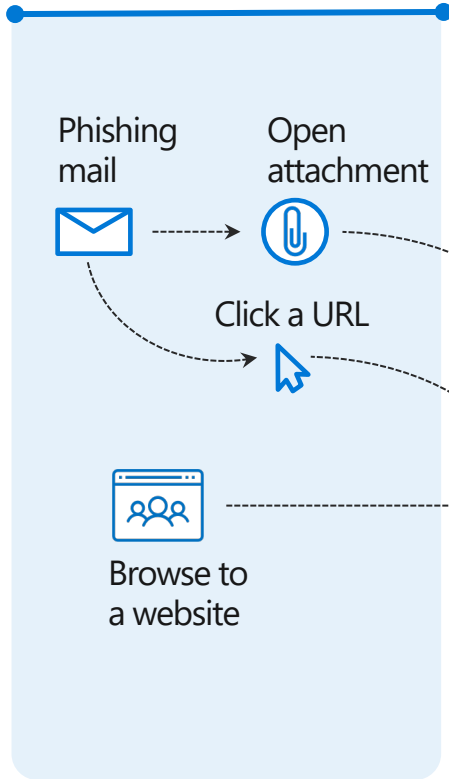 Phishing
mail
Open
attachment
Click a URL
Browse to
a website